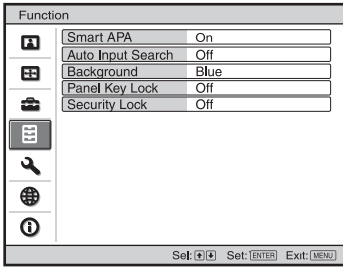 Function
Smart APA On
Auto Input Search Off
Background Blue
Panel Key Lock Off
Security Lock Off
Sel: Set: ENTER Exit: MENU